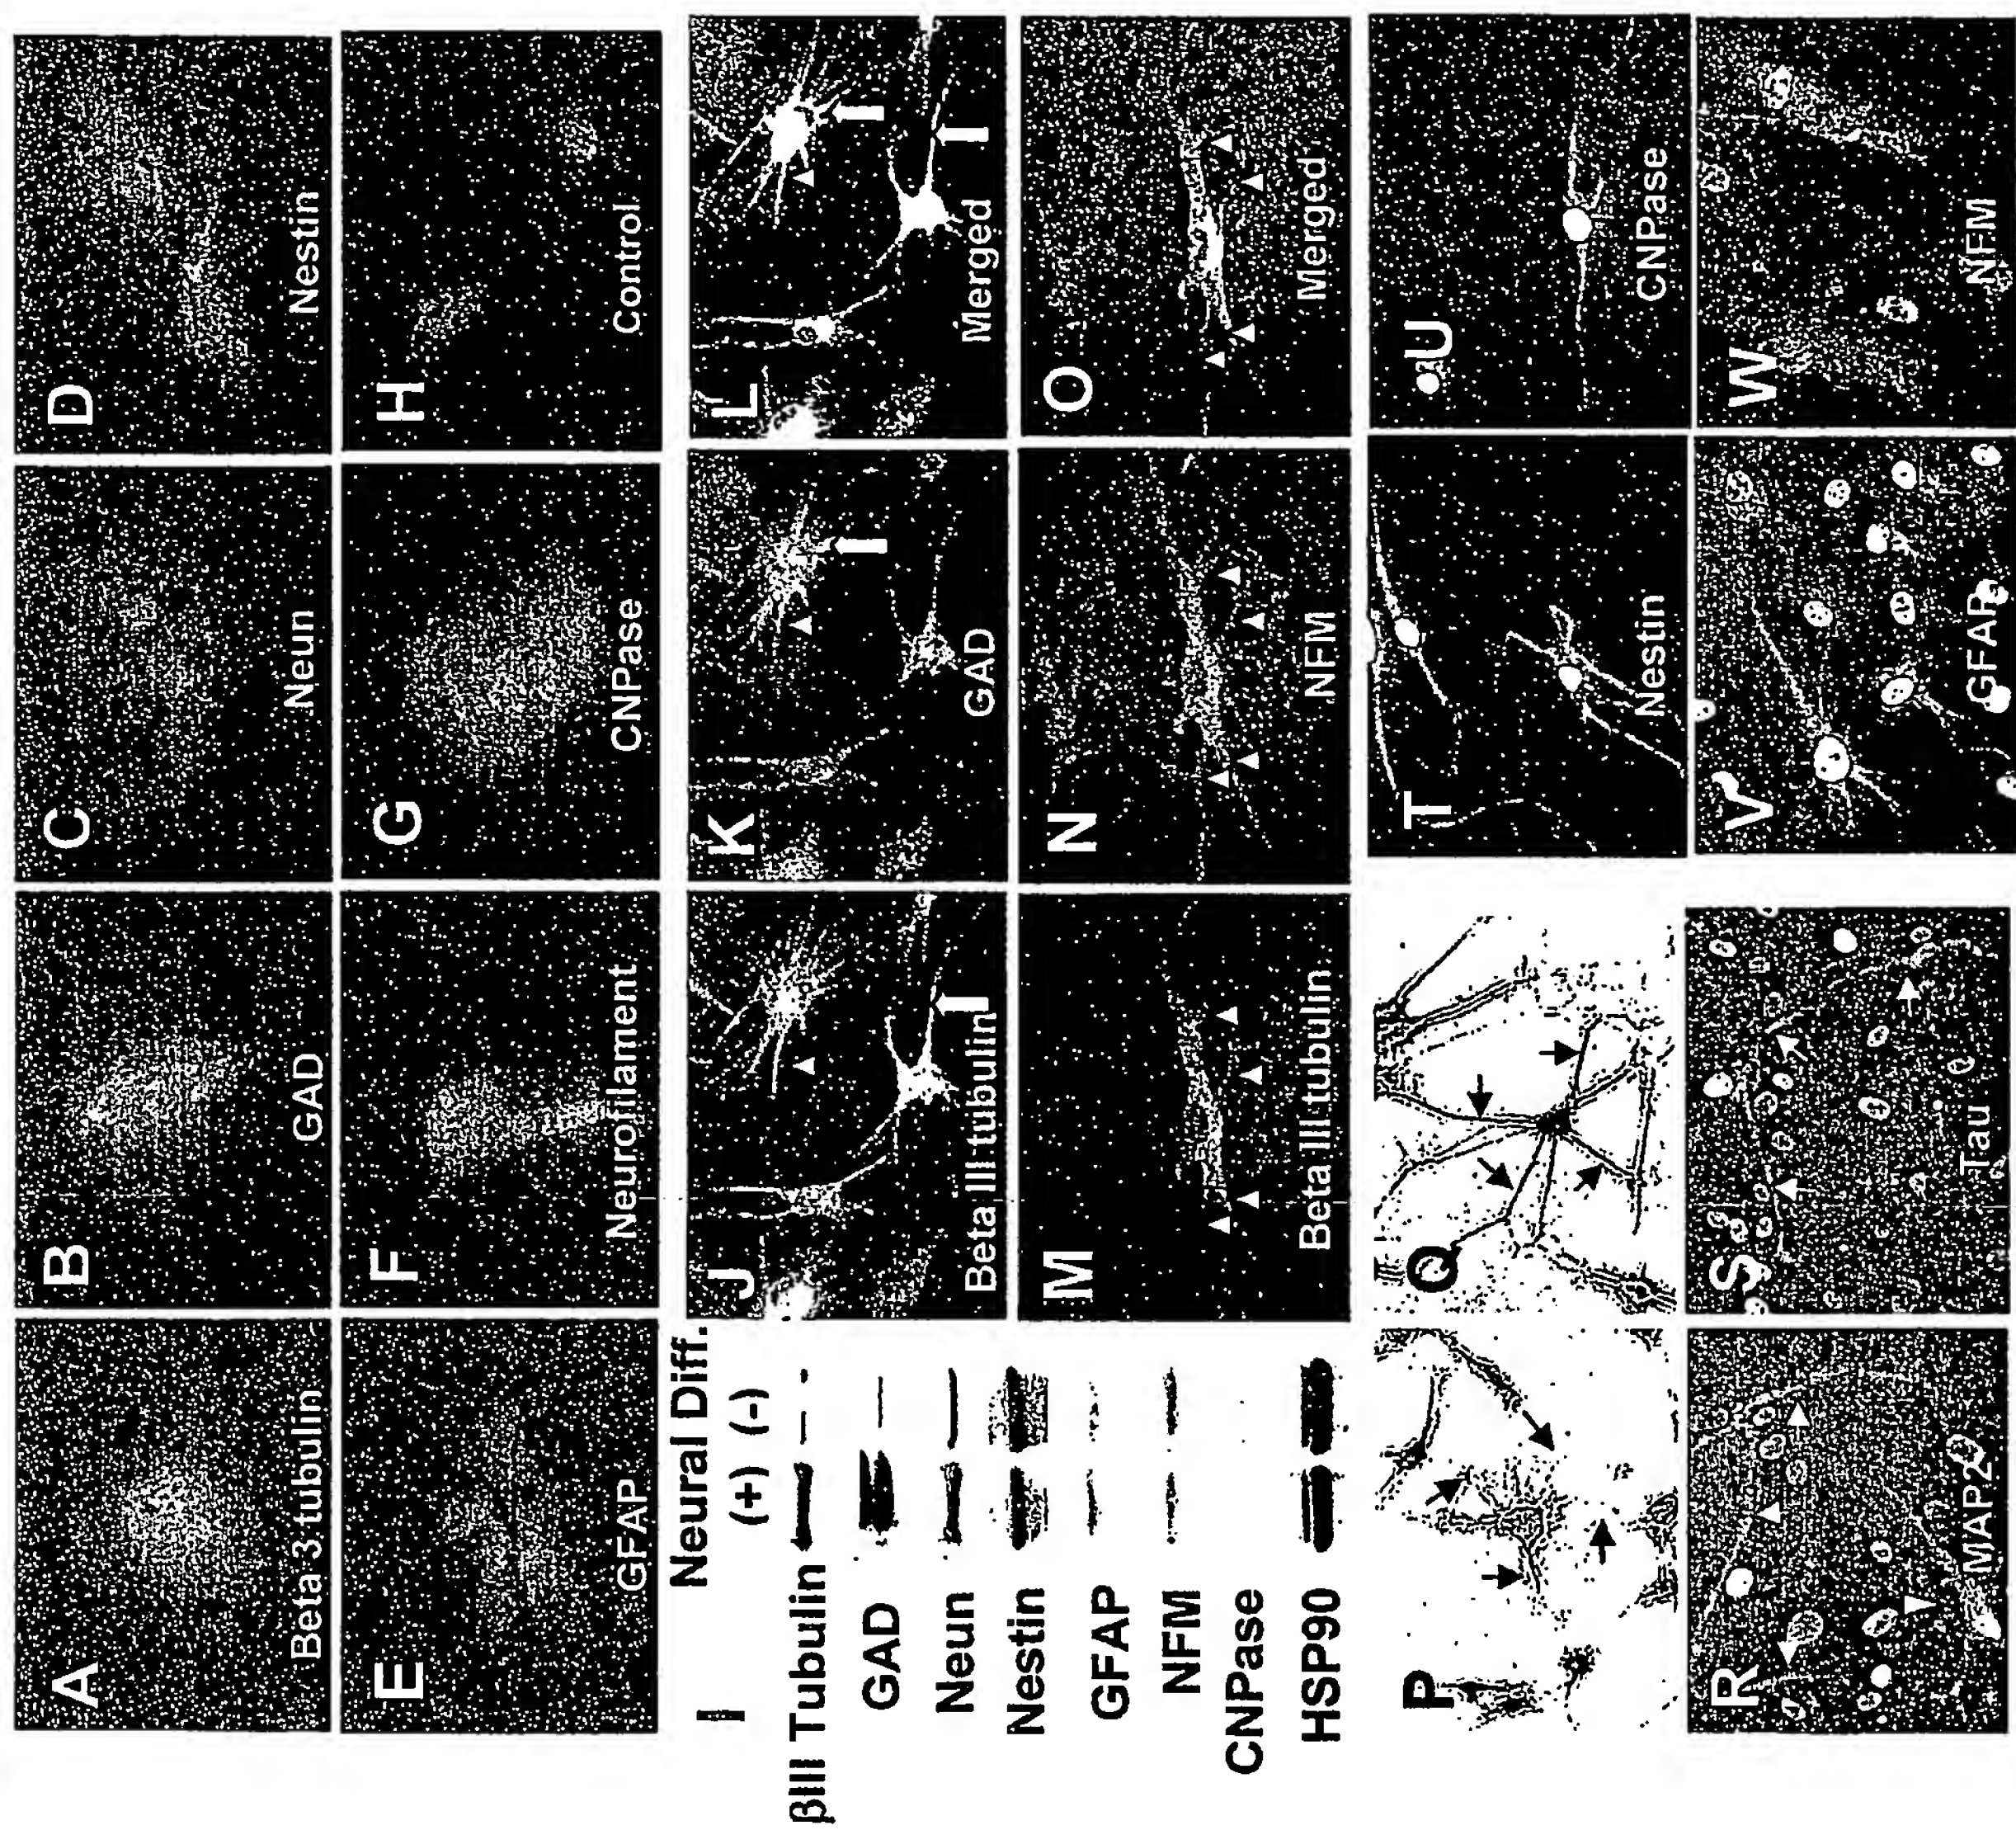 A
Beta 3 tubulin
B
GAD
C
Neun
D
Nestin
E
GFAP
F
Neurofilament
G
CNPase
H
Control
I
Neural Diff.
(+) (-)
βIII Tubulin
GAD
Neun
Nestin
GFAP
NFM
CNPase
HSP90
J
Beta III tubulin
K
GAD
L
Merged
M
Beta III tubulin
N
NFM
O
Merged
P
Q
R
MAP2
S
Tau
T
Nestin
U
CNPase
V
GFAP
W
NFM